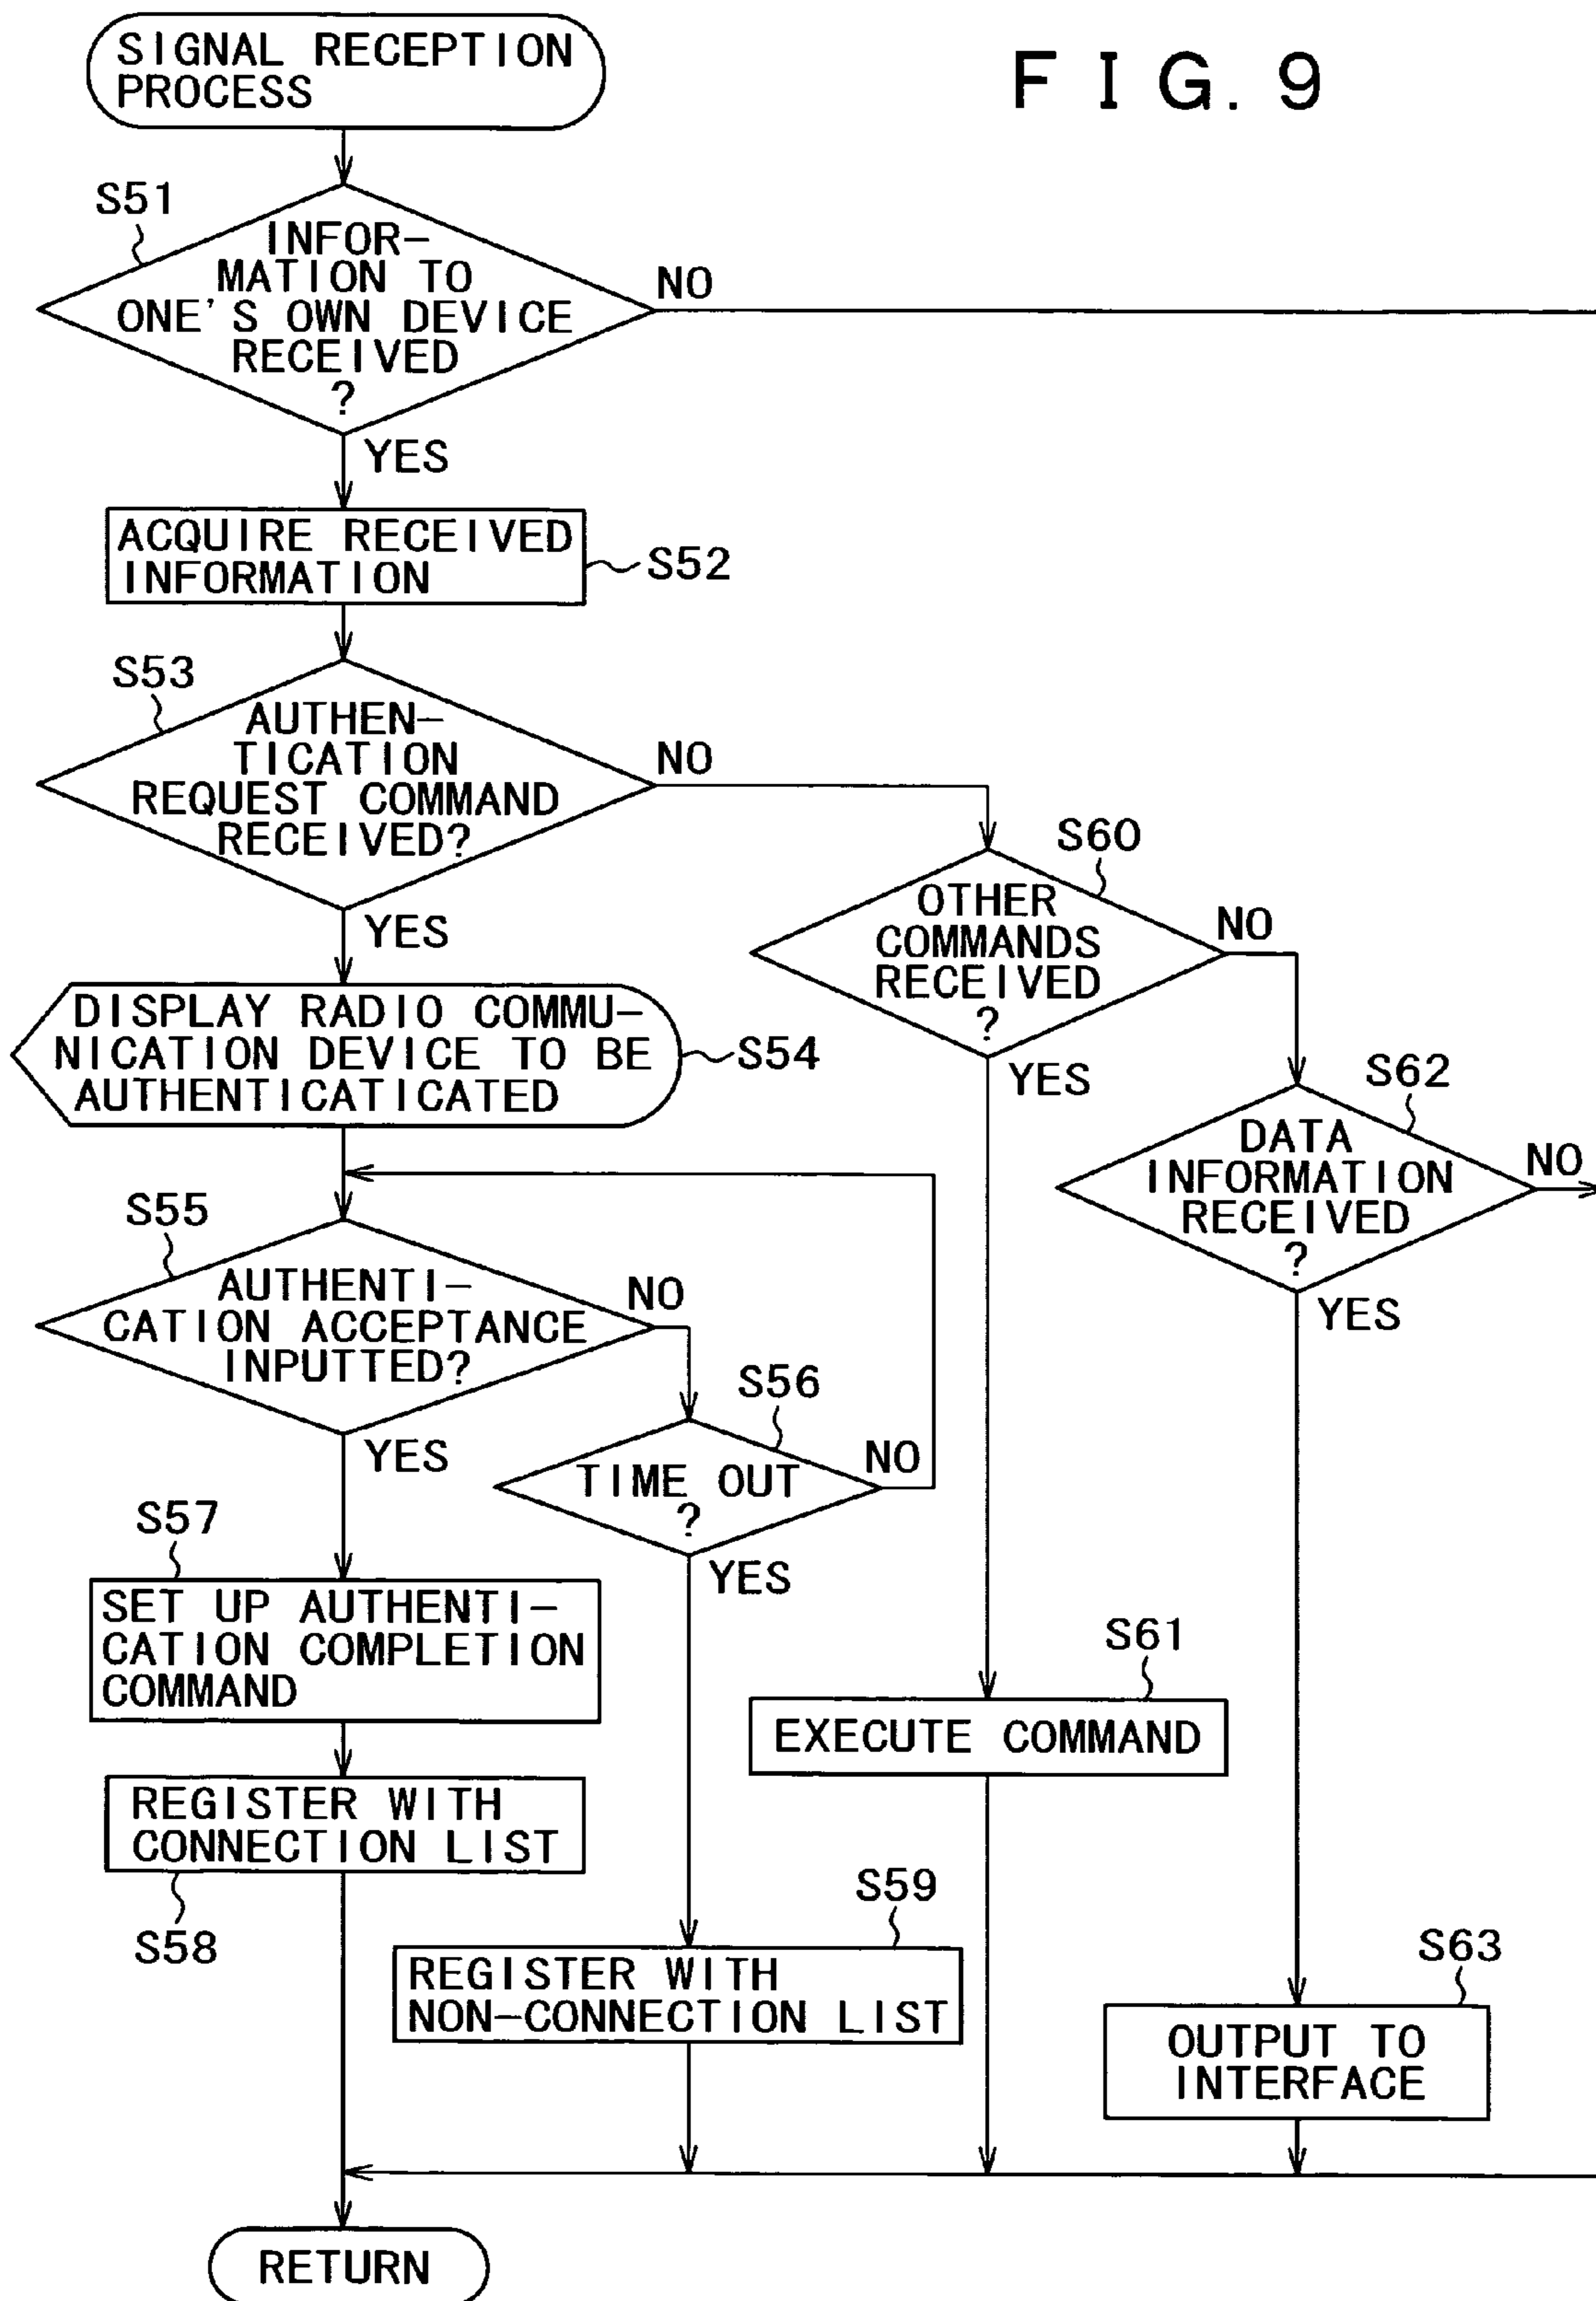 SIGNAL RECEPTION
PROCESS
FIG. 9
S51
INFOR-
MATION TO
ONE'S OWN DEVICE
RECEIVED
?
NO
YES
ACQUIRE RECEIVED
INFORMATION
S52
S53
AUTHEN-
TICATION
REQUEST COMMAND
RECEIVED?
NO
YES
S60
OTHER
COMMANDS
RECEIVED
?
NO
YES
DISPLAY RADIO COMMU-
NICATION DEVICE TO BE
AUTHENTICATICATED
S54
S62
DATA
INFORMATION
RECEIVED
?
NO
YES
S55
AUTHENTI-
CATION ACCEPTANCE
INPUTTED?
NO
YES
S56
TIME OUT
?
NO
YES
S57
SET UP AUTHENTI-
CATION COMPLETION
COMMAND
S61
EXECUTE COMMAND
REGISTER WITH
CONNECTION LIST
S58
S59
REGISTER WITH
NON-CONNECTION LIST
S63
OUTPUT TO
INTERFACE
RETURN